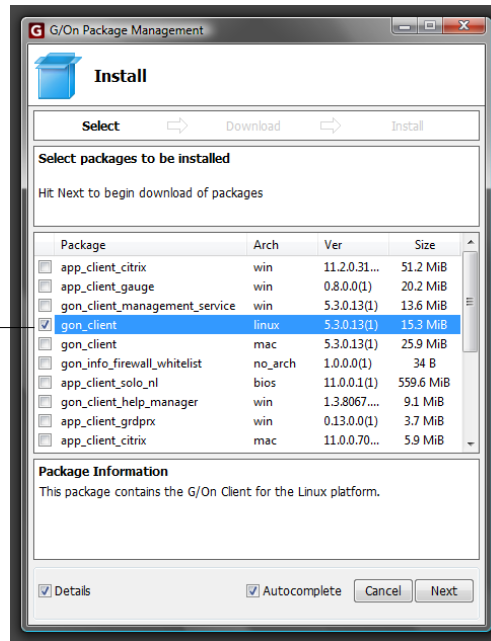 G/On Package Management
Install
Select Download Install
Select packages to be installed
Hit Next to begin download of packages
Package Arch Ver Size
app_client_citrix win 11.2.0.31... 51.2 MiB
app_client_gauge win 0.8.0.0(1) 20.2 MiB
gon_client_management_service win 5.3.0.13(1) 13.6 MiB
gon_client linux 5.3.0.13(1) 15.3 MiB
gon_client mac 5.3.0.13(1) 25.9 MiB
gon_info_firewall_whitelist no_arch 1.0.0.0(1) 34 B
app_client_solo_nl bios 11.0.0.1(1) 559.6 MiB
gon_client_help_manager win 1.3.8067.... 9.1 MiB
app_client_grdprx win 0.13.0.0(1) 3.7 MiB
app_client_citrix mac 11.0.0.70... 5.9 MiB
Package Information
This package contains the G/On Client for the Linux platform.
Details Autocomplete Cancel Next